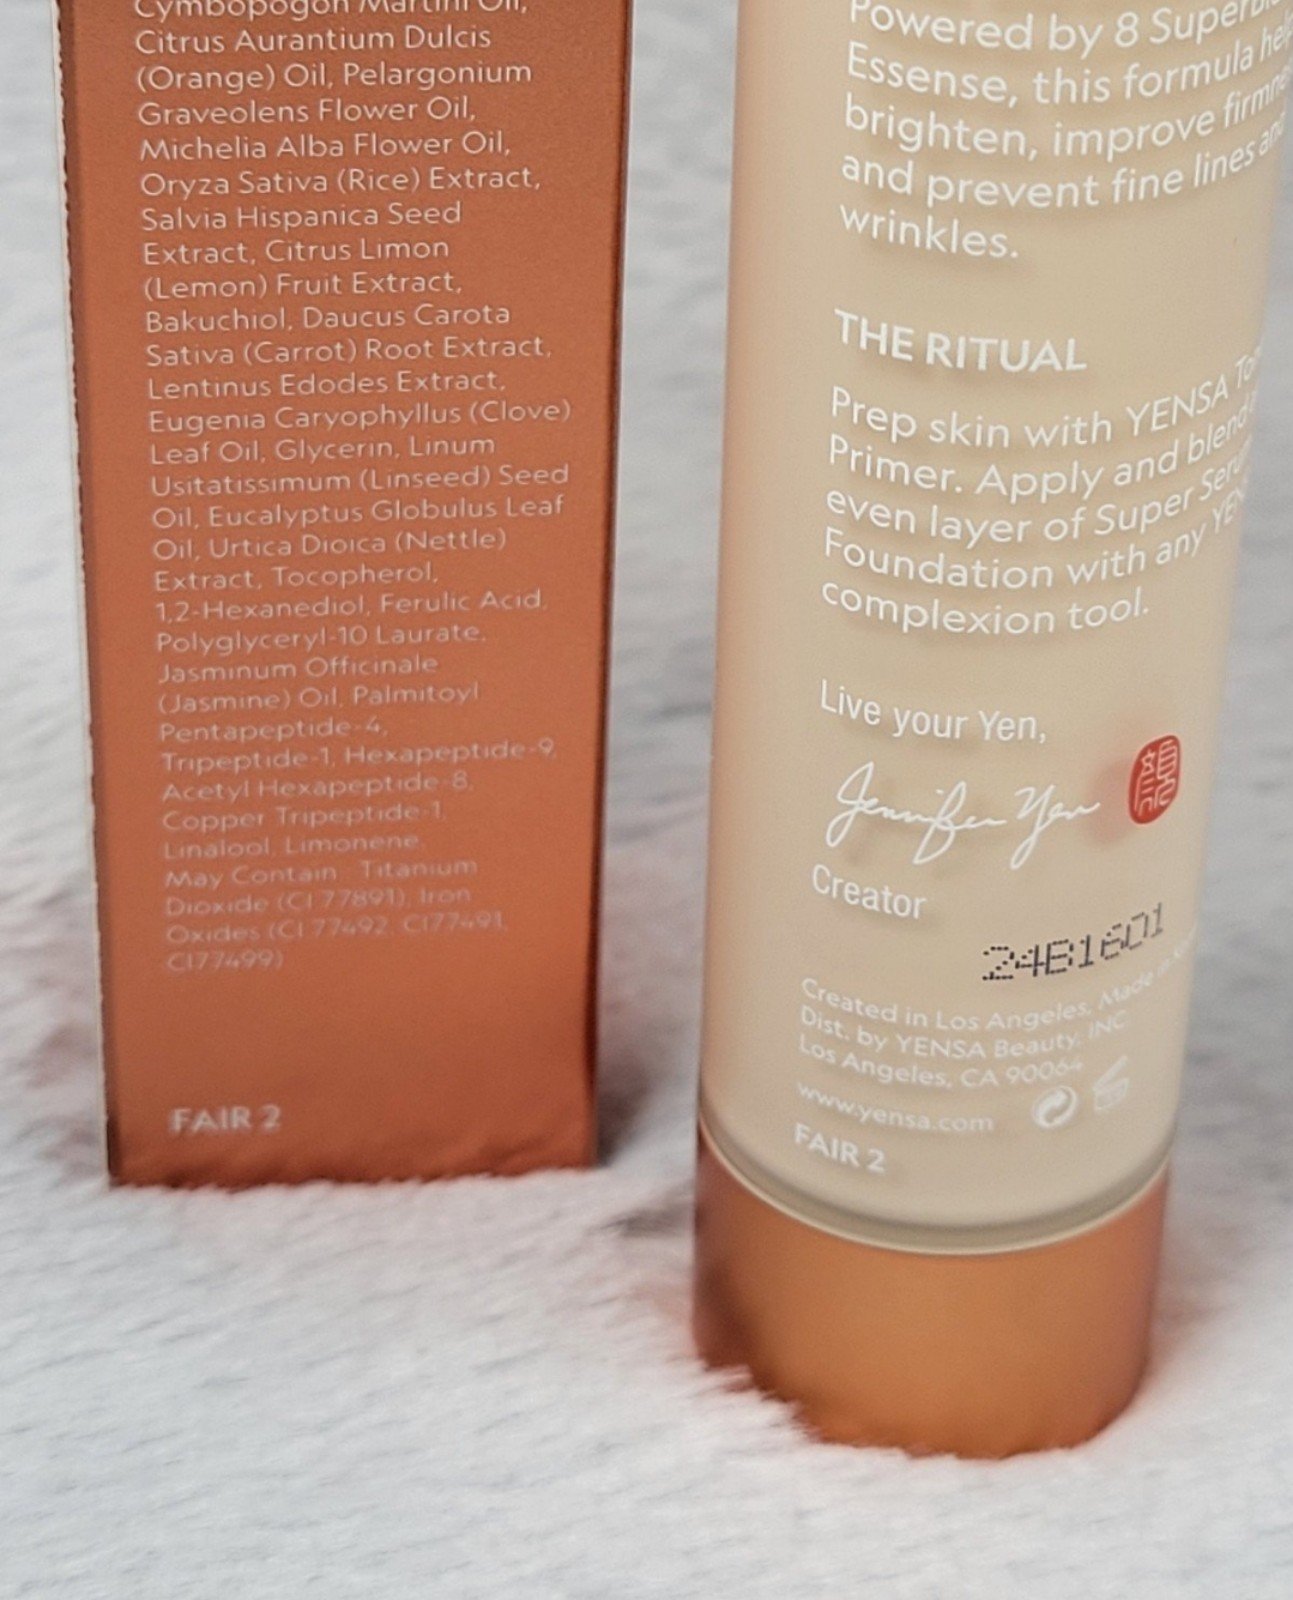 Cymbopogon Martini Oil,
Citrus Aurantium Dulcis
(Orange) Oil, Pelargonium
Graveolens Flower Oil,
Michelia Alba Flower Oil,
Oryza Sativa (Rice) Extract,
Salvia Hispanica Seed
Extract, Citrus Limon
(Lemon) Fruit Extract,
Bakuchiol, Daucus Carota
Sativa (Carrot) Root Extract,
Lentinus Edodes Extract,
Eugenia Caryophyllus (Clove)
Leaf Oil, Glycerin, Linum
Usitatissimum (Linseed) Seed
Oil, Eucalyptus Globulus Leaf
Oil, Urtica Dioica (Nettle)
Extract, Tocopherol,
1,2-Hexanediol, Ferulic Acid,
Polyglyceryl-10 Laurate,
Jasminum Officinale
(Jasmine) Oil, Palmitoyl
Pentapeptide-4,
Tripeptide-1, Hexapeptide-9,
Acetyl Hexapeptide-8,
Copper Tripeptide-1,
Linalool, Limonene,
May Contain : Titanium
Dioxide (CI 77891), Iron
Oxides (CI 77492, CI77491,
CI77499)
FAIR 2
Powered by 8
Essense, this formula
brighten, improve
and prevent fine lines
wrinkles.
THE RITUAL
Prep skin with YENSA
Primer. Apply and blend
even layer of Super
Foundation with any
complexion tool.
Live your Yen,
Jennifer Yen
Creator
24B1601
Created in Los Angeles, Made in
Dist. by YENSA Beauty, INC
Los Angeles, CA 90064
www.yensa.com
FAIR 2